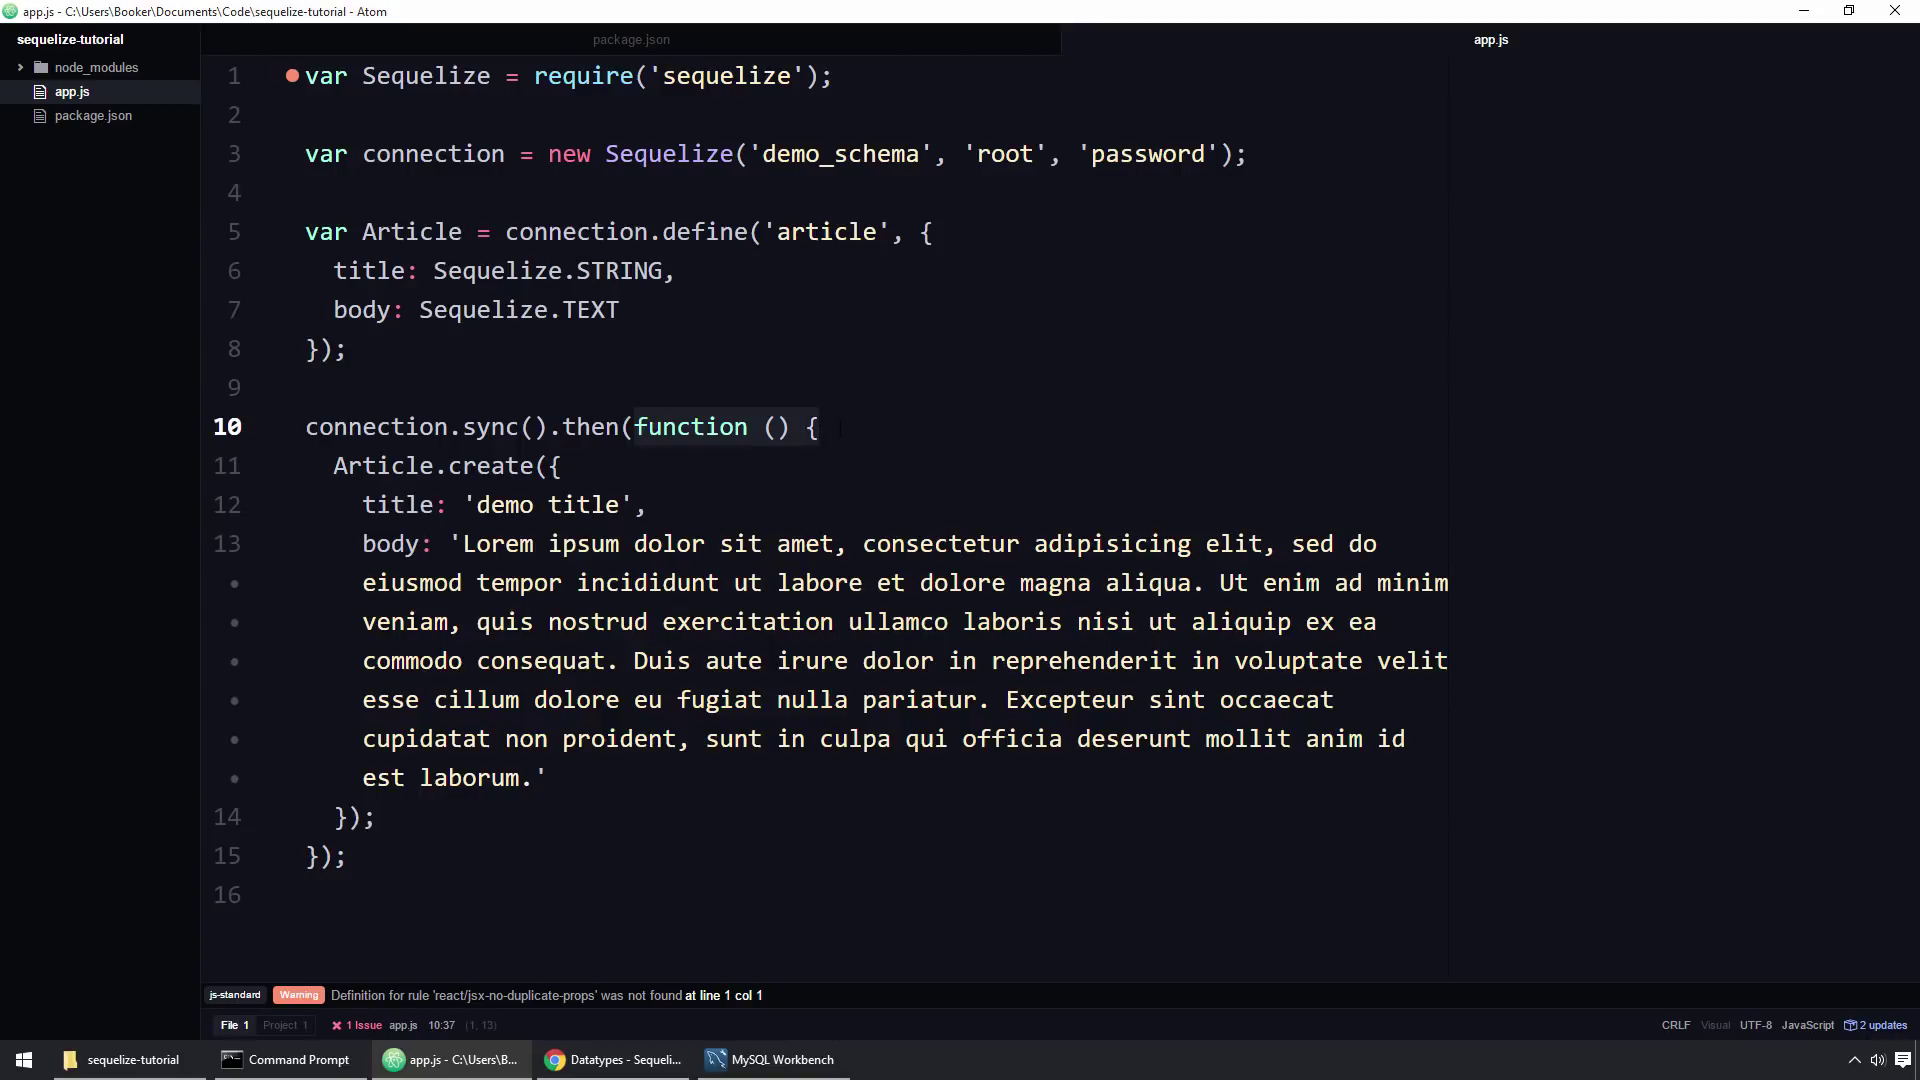 app.js - C:\Users\Booker\Documents\Code\sequelize-tutorial - Atom
sequelize-tutorial
node_modules
app.js
package.json
package.json
app.js
1 var Sequelize = require('sequelize');
2
3 var connection = new Sequelize('demo_schema', 'root', 'password');
4
5 var Article = connection.define('article', {
6 title: Sequelize.STRING,
7 body: Sequelize.TEXT
8 });
9
10 connection.sync().then(function () {
11 Article.create({
12 title: 'demo title',
13 body: 'Lorem ipsum dolor sit amet, consectetur adipisicing elit, sed do
eiusmod tempor incididunt ut labore et dolore magna aliqua. Ut enim ad minim
veniam, quis nostrud exercitation ullamco laboris nisi ut aliquip ex ea
commodo consequat. Duis aute irure dolor in reprehenderit in voluptate velit
esse cillum dolore eu fugiat nulla pariatur. Excepteur sint occaecat
cupidatat non proident, sunt in culpa qui officia deserunt mollit anim id
est laborum.'
14 });
15 });
16
js-standard Warning Definition for rule 'react/jsx-no-duplicate-props' was not found at line 1 col 1
File 1 Project 1 1 Issue app.js 10:37 (1, 13) CRLF Visual UTF-8 JavaScript 2 updates
sequelize-tutorial Command Prompt app.js - C:\Users\B... Datatypes - Sequeli... MySQL Workbench